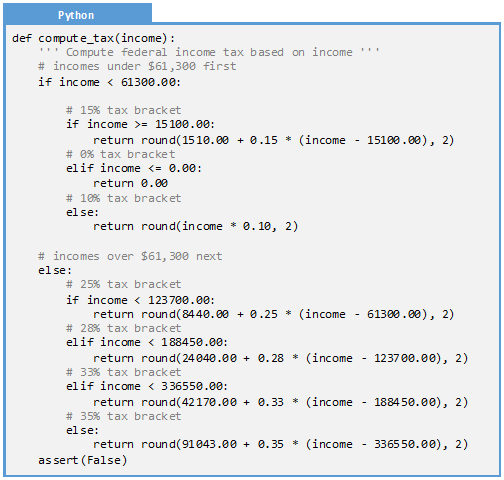 Python
def compute_tax(income):
    ''' Compute federal income tax based on income '''
    # incomes under $61,300 first
    if income < 61300.00:
        # 15% tax bracket
        if income >= 15100.00:
            return round(1510.00 + 0.15 * (income - 15100.00), 2)
        # 0% tax bracket
        elif income <= 0.00:
            return 0.00
        # 10% tax bracket
        else:
            return round(income * 0.10, 2)
    # incomes over $61,300 next
    else:
        # 25% tax bracket
        if income < 123700.00:
            return round(8440.00 + 0.25 * (income - 61300.00), 2)
        # 28% tax bracket
        elif income < 188450.00:
            return round(24040.00 + 0.28 * (income - 123700.00), 2)
        # 33% tax bracket
        elif income < 336550.00:
            return round(42170.00 + 0.33 * (income - 188450.00), 2)
        # 35% tax bracket
        else:
            return round(91043.00 + 0.35 * (income - 336550.00), 2)
    assert(False)